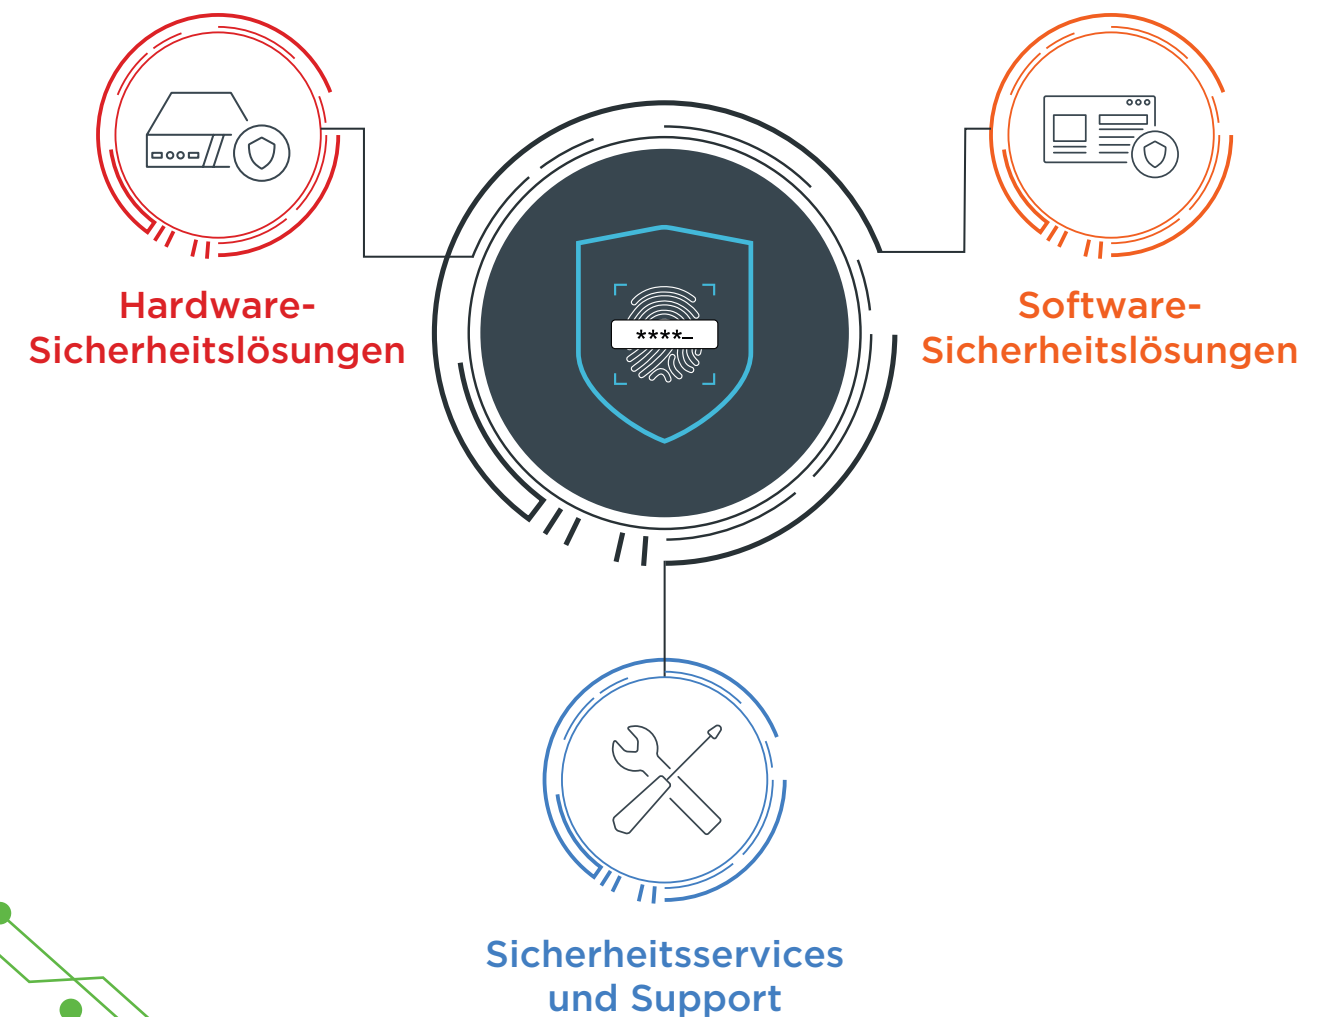 Hardware-
Sicherheitslösungen
Software-
Sicherheitslösungen
****_
Sicherheitsservices
und Support